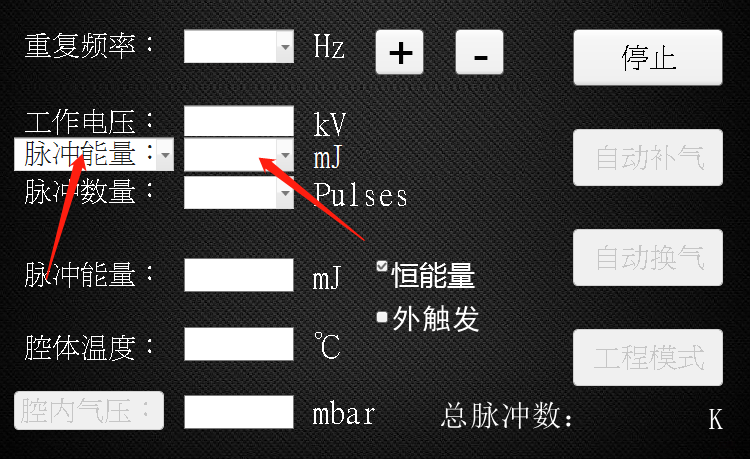 重复频率： Hz + - 停止
工作电压： kV
脉冲能量： mJ 自动补气
脉冲数量： Pulses
脉冲能量： mJ 恒能量 自动换气
外触发
腔体温度： ℃ 工程模式
腔内气压： mbar 总脉冲数： K